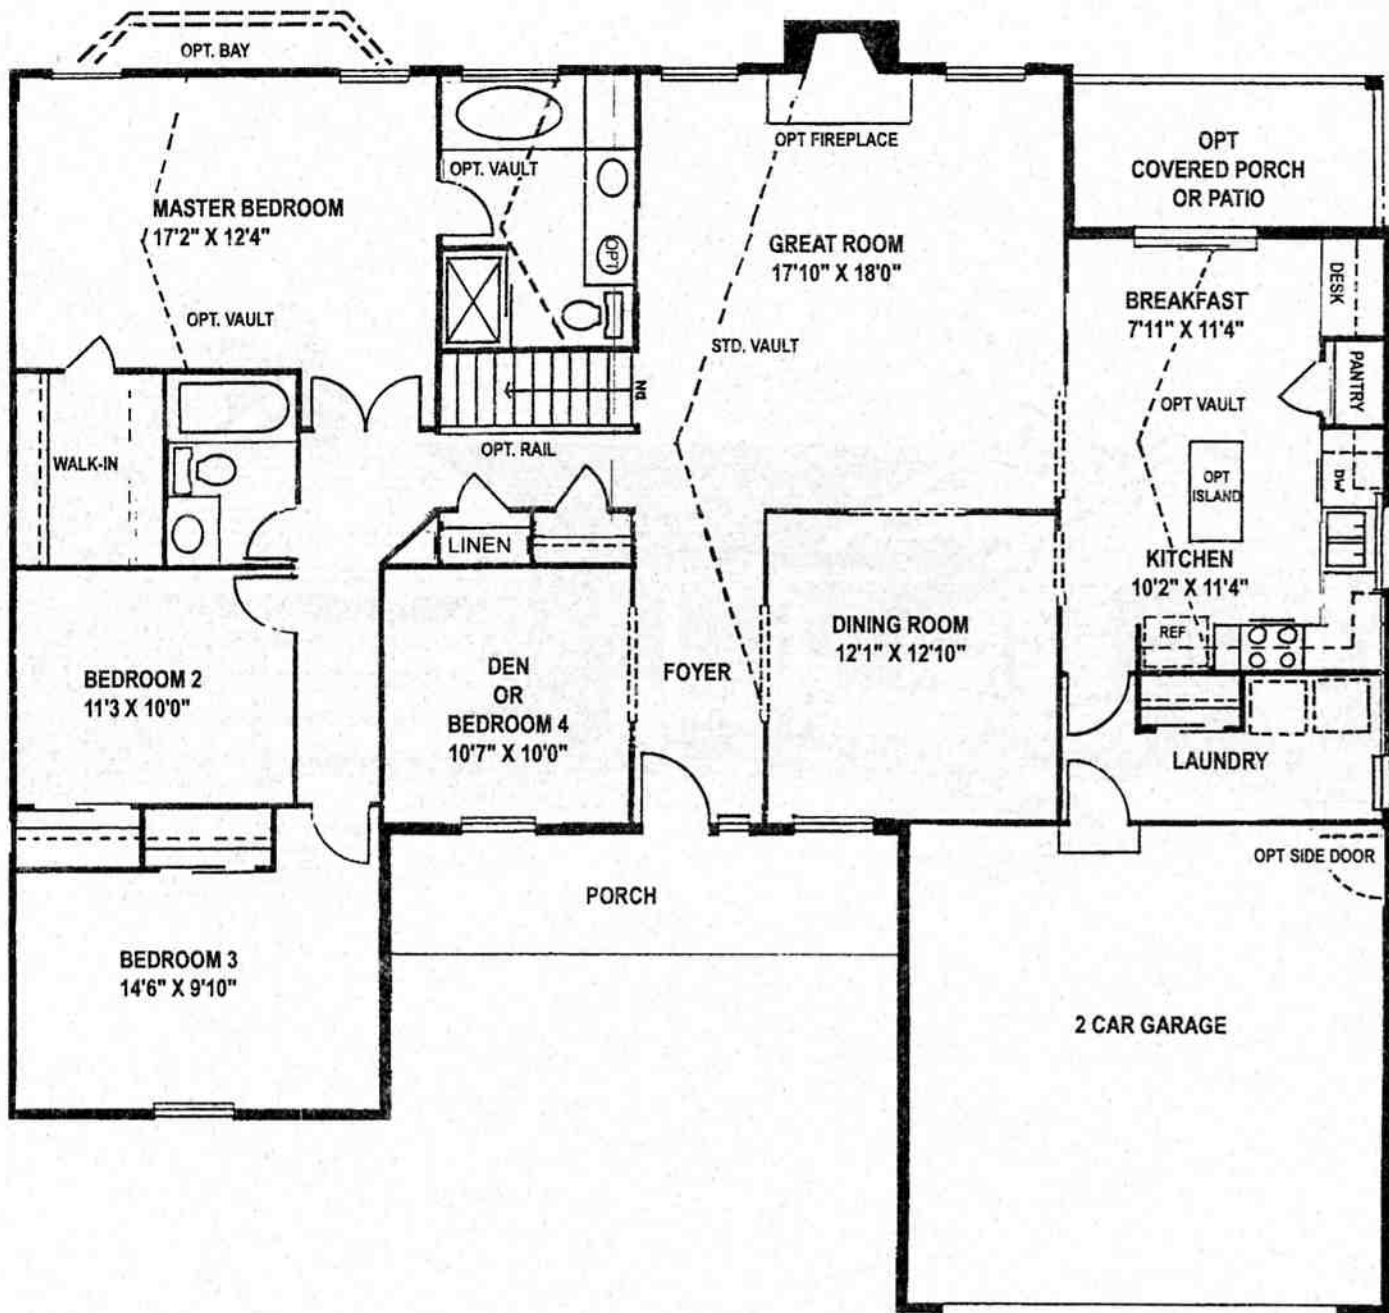 OPT. BAY
MASTER BEDROOM
17'2" X 12'4"
OPT. VAULT
OPT. VAULT
OPT
OPT FIREPLACE
GREAT ROOM
17'10" X 18'0"
STD. VAULT
OPT
COVERED PORCH
OR PATIO
BREAKFAST
7'11" X 11'4"
DESK
PANTRY
OPT VAULT
OPT
ISLAND
DW
KITCHEN
10'2" X 11'4"
REF
WALK-IN
DN
OPT. RAIL
LINEN
BEDROOM 2
11'3 X 10'0"
DEN
OR
BEDROOM 4
10'7" X 10'0"
FOYER
DINING ROOM
12'1" X 12'10"
LAUNDRY
OPT SIDE DOOR
PORCH
BEDROOM 3
14'6" X 9'10"
2 CAR GARAGE